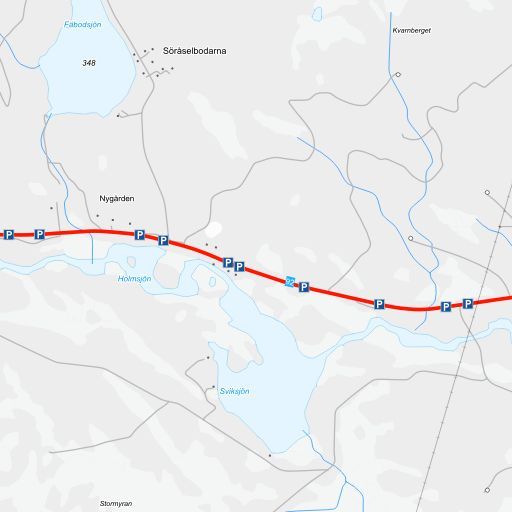 Fäbodsjön
Kvarnberget
Söråselbodarna
348
Nygården
P
P
P
P
P
P
Holmsjön
P
P
P
P
Sviksjön
Stormyran